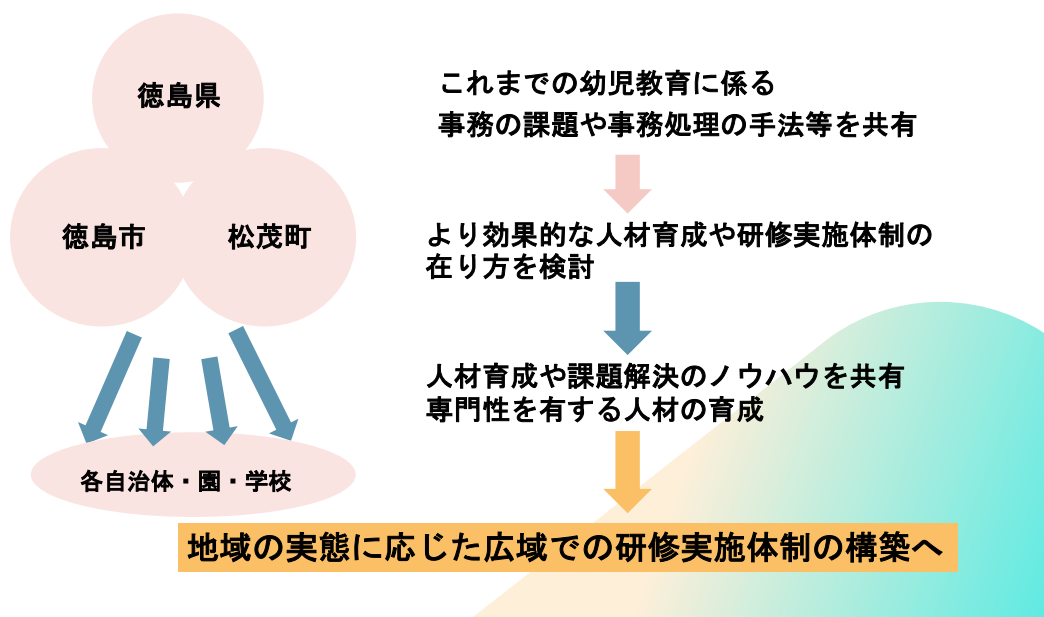 徳島県
徳島市
松茂町
各自治体・園・学校
これまでの幼児教育に係る
事務の課題や事務処理の手法等を共有
より効果的な人材育成や研修実施体制の
在り方を検討
人材育成や課題解決のノウハウを共有
専門性を有する人材の育成
地域の実態に応じた広域での研修実施体制の構築へ